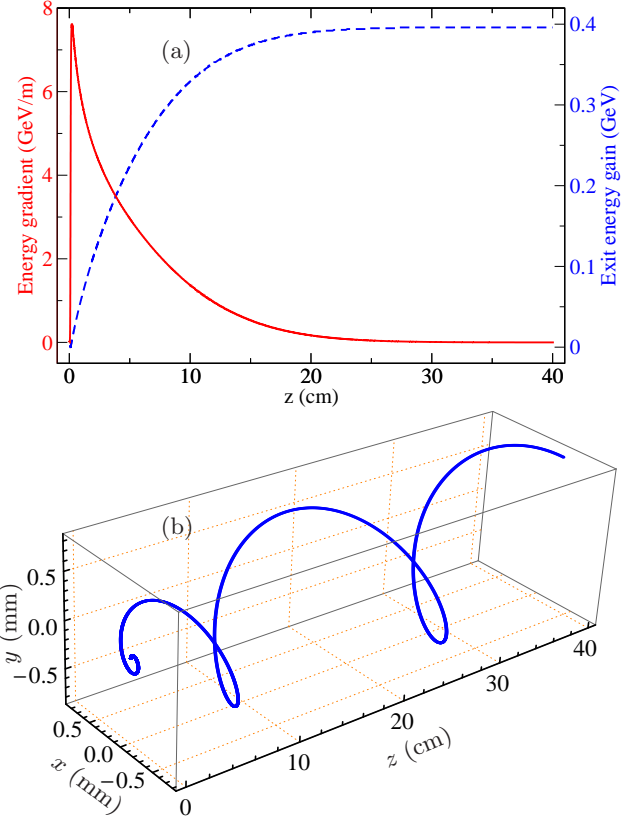 (a)
Energy gradient (GeV/m)
8
6
4
2
0
Exit energy gain (GeV)
0.4
0.3
0.2
0.1
0
0 10 20 30 40
z (cm)
(b)
y (mm)
0.5
0.0
−0.5
x (mm)
0.5
0.0
−0.5
z (cm)
0
10
20
30
40